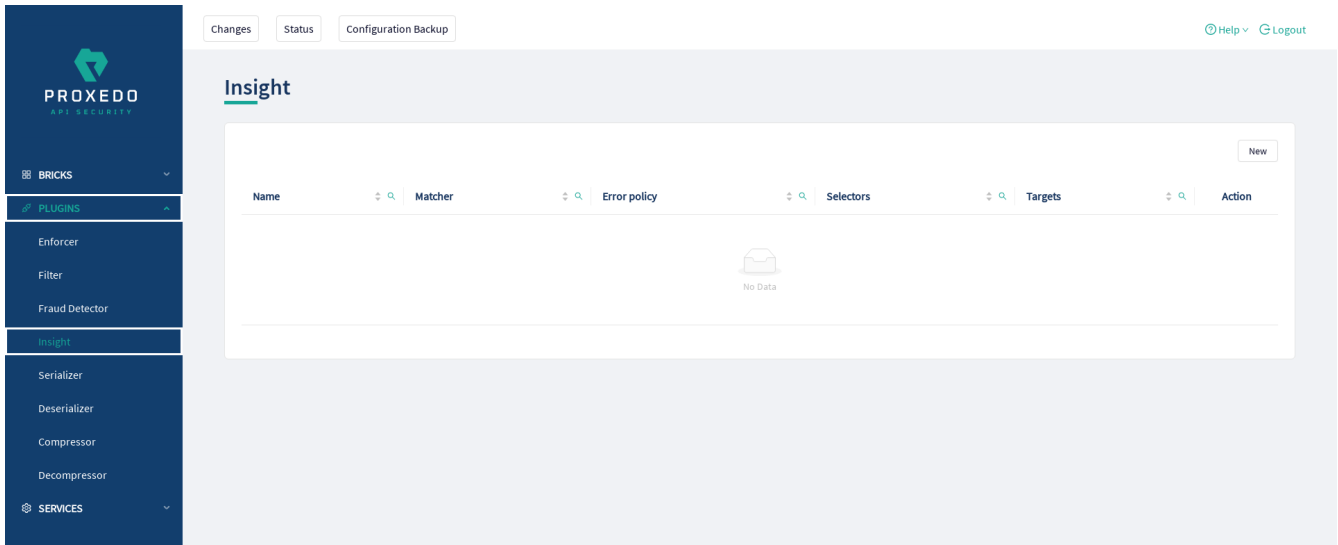 Changes Status Configuration Backup
Help Logout
PROXEDO
API SECURITY
BRICKS
PLUGINS
Enforcer
Filter
Fraud Detector
Insight
Serializer
Deserializer
Compressor
Decompressor
SERVICES
Insight
New
Name Matcher Error policy Selectors Targets Action
No Data